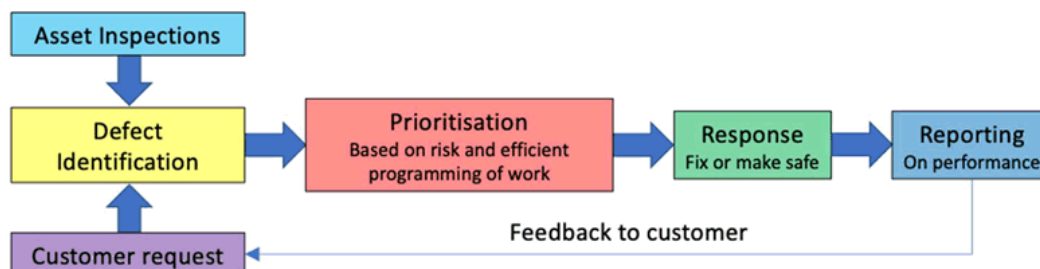 Asset Inspections
Defect
Identification
Prioritisation
Based on risk and efficient
programming of work
Response
Fix or make safe
Reporting
On performance
Feedback to customer
Customer request